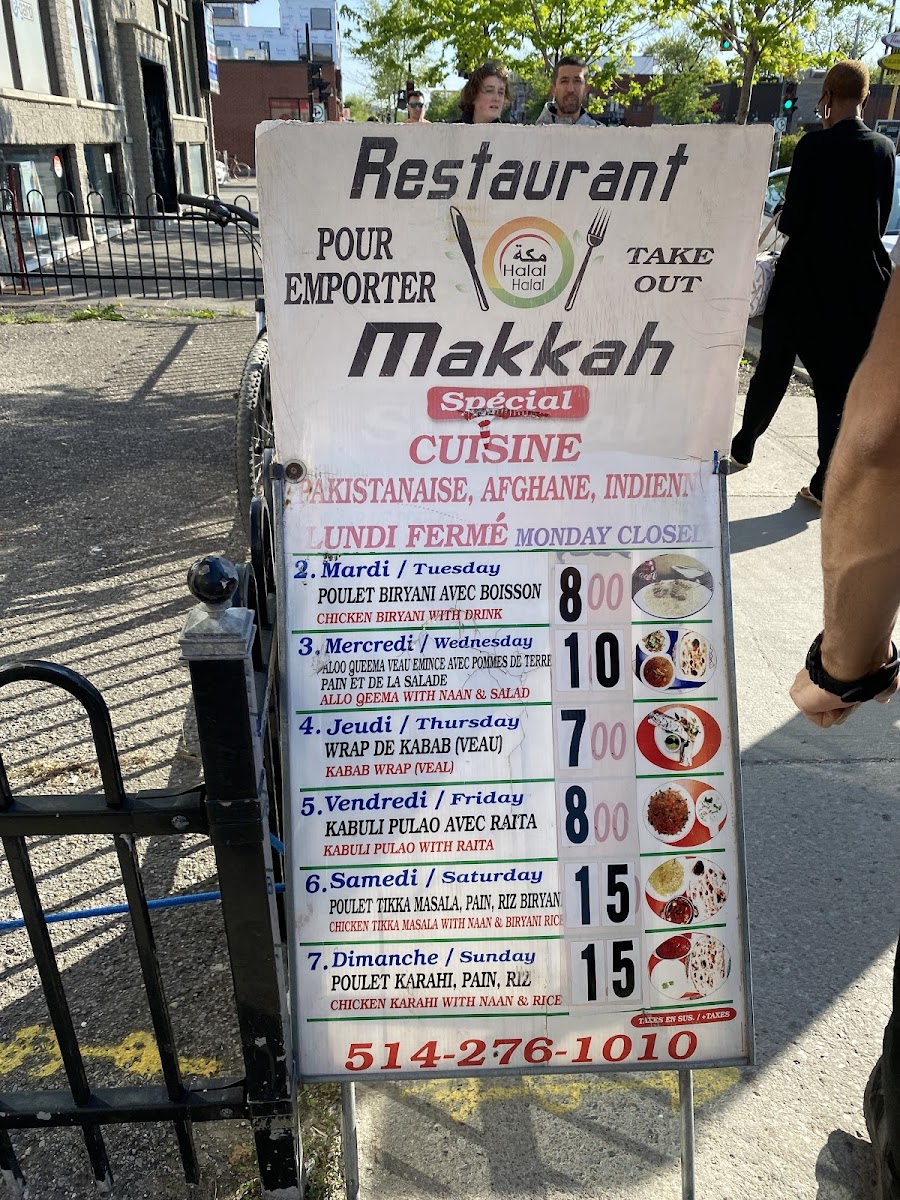 Restaurant
POUR
EMPORTER
مكة
Halal
Halal
TAKE
OUT
Makkah
Spécial
CUISINE
PAKISTANAISE, AFGHANE, INDIENN
LUNDI FERMÉ MONDAY CLOSED
2. Mardi / Tuesday
POULET BIRYANI AVEC BOISSON
CHICKEN BIRYANI WITH DRINK
8 00
3. Mercredi / Wednesday
ALOO QUEEMA VEAU EMINCE AVEC POMMES DE TERRE
PAIN ET DE LA SALADE
ALLO QEEMA WITH NAAN & SALAD
10
4. Jeudi / Thursday
WRAP DE KABAB (VEAU)
KABAB WRAP (VEAL)
7 00
5. Vendredi / Friday
KABULI PULAO AVEC RAITA
KABULI PULAO WITH RAITA
8 00
6. Samedi / Saturday
POULET TIKKA MASALA, PAIN, RIZ BIRYANI
CHICKEN TIKKA MASALA WITH NAAN & BIRYANI RICE
15
7. Dimanche / Sunday
POULET KARAHI, PAIN, RIZ
CHICKEN KARAHI WITH NAAN & RICE
15
TAXES EN SUS. / +TAXES
514-276-1010